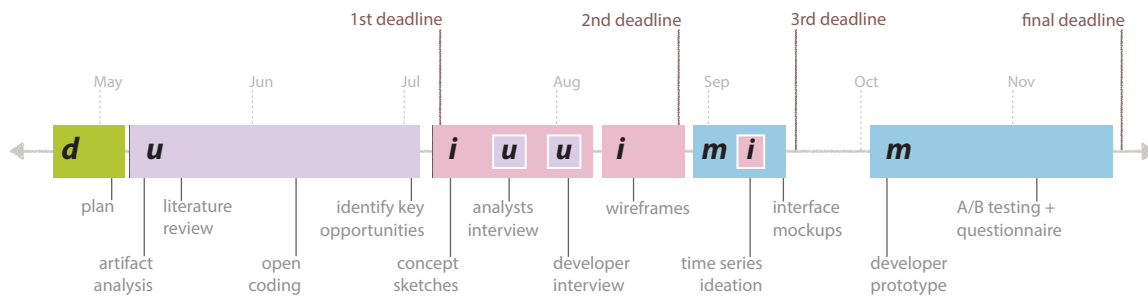 1st deadline
2nd deadline
3rd deadline
final deadline
May
Jun
Jul
Aug
Sep
Oct
Nov
d
u
i
u
u
i
m
i
m
plan
literature
review
identify key
opportunities
analysts
interview
wireframes
interface
mockups
A/B testing +
questionnaire
artifact
analysis
open
coding
concept
sketches
developer
interview
time series
ideation
developer
prototype